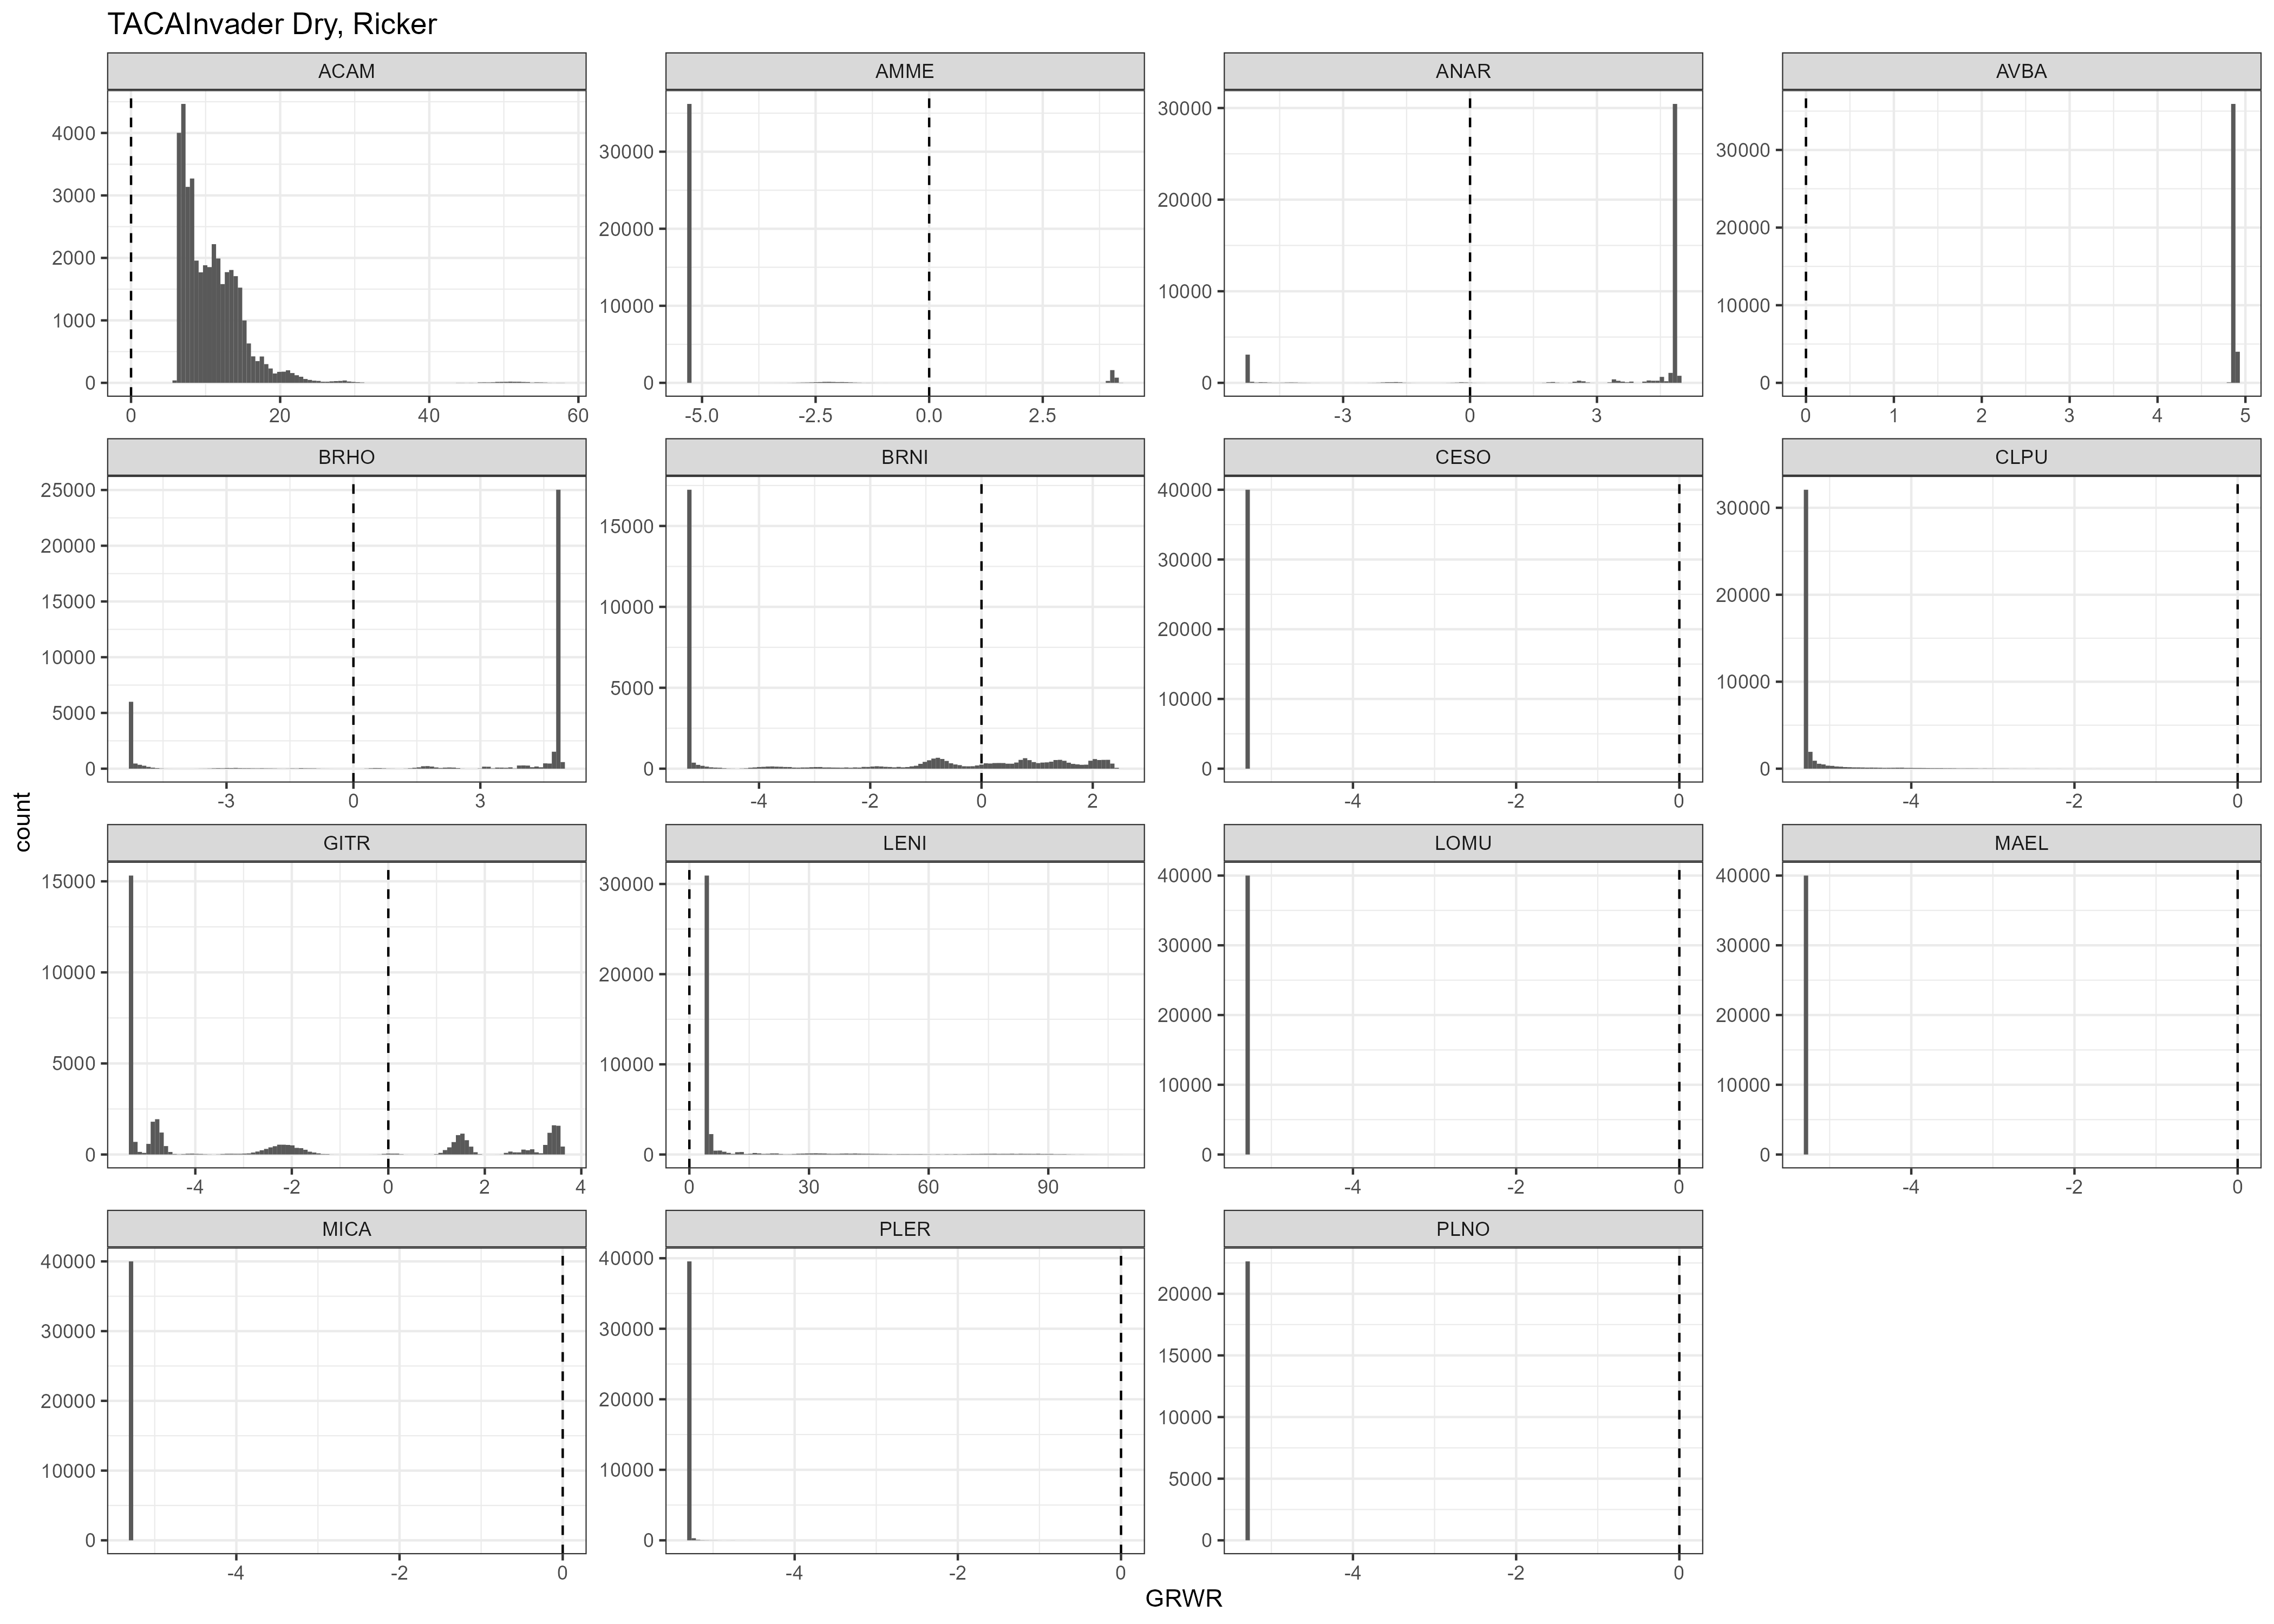 TACAInvader Dry, Ricker
ACAM AMME ANAR AVBA
4000 3000 2000 1000 0
30000 20000 10000 0
30000 20000 10000 0
30000 20000 10000 0
0 20 40 60
-5.0 -2.5 0.0 2.5
-3 0 3
0 1 2 3 4 5
BRHO BRNI CESO CLPU
25000 20000 15000 10000 5000 0
15000 10000 5000 0
40000 30000 20000 10000 0
30000 20000 10000 0
-3 0 3
-4 -2 0 2
-4 -2 0
-4 -2 0
count
GITR LENI LOMU MAEL
15000 10000 5000 0
30000 20000 10000 0
40000 30000 20000 10000 0
40000 30000 20000 10000 0
-4 -2 0 2 4
0 30 60 90
-4 -2 0
-4 -2 0
MICA PLER PLNO
40000 30000 20000 10000 0
40000 30000 20000 10000 0
20000 15000 10000 5000 0
-4 -2 0
-4 -2 0
-4 -2 0
GRWR